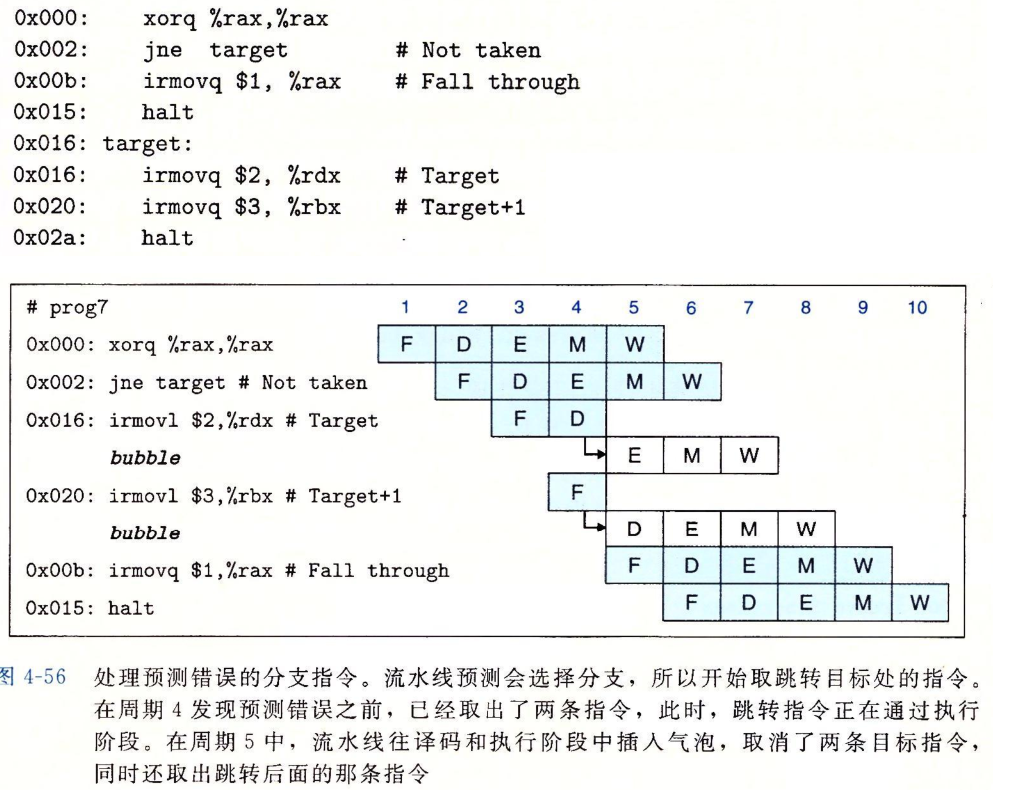 0x000: xorq %rax,%rax
0x002: jne target # Not taken
0x00b: irmovq $1, %rax # Fall through
0x015: halt
0x016: target:
0x016: irmovq $2, %rdx # Target
0x020: irmovq $3, %rbx # Target+1
0x02a: halt
# prog7 1 2 3 4 5 6 7 8 9 10
0x000: xorq %rax,%rax F D E M W
0x002: jne target # Not taken F D E M W
0x016: irmovl $2,%rdx # Target F D
bubble E M W
0x020: irmovl $3,%rbx # Target+1 F
bubble D E M W
0x00b: irmovq $1,%rax # Fall through F D E M W
0x015: halt F D E M W
图 4-56 处理预测错误的分支指令。流水线预测会选择分支，所以开始取跳转目标处的指令。
在周期 4 发现预测错误之前，已经取出了两条指令，此时，跳转指令正在通过执行
阶段。在周期 5 中，流水线往译码和执行阶段中插入气泡，取消了两条目标指令，
同时还取出跳转后面的那条指令